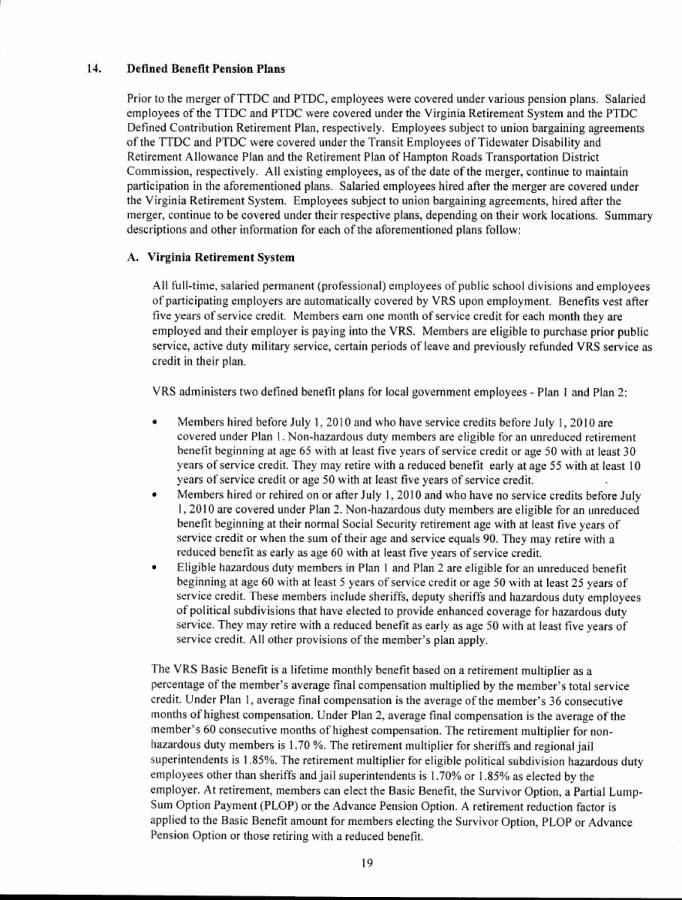 14. Defined Benefit Pension Plans
Prior to the merger of TTDC and PTDC, employees were covered under various pension plans. Salaried
employees of the TTDC and PTDC were covered under the Virginia Retirement System and the PTDC
Defined Contribution Retirement Plan, respectively. Employees subject to union bargaining agreements
of the TTDC and PTDC were covered under the Transit Employees of Tidewater Disability and
Retirement Allowance Plan and the Retirement Plan of Hampton Roads Transportation District
Commission, respectively. All existing employees, as of the date of the merger, continue to maintain
participation in the aforementioned plans. Salaried employees hired after the merger are covered under
the Virginia Retirement System. Employees subject to union bargaining agreements, hired after the
merger, continue to be covered under their respective plans, depending on their work locations. Summary
descriptions and other information for each of the aforementioned plans follow:
A. Virginia Retirement System
All full-time, salaried permanent (professional) employees of public school divisions and employees
of participating employers are automatically covered by VRS upon employment. Benefits vest after
five years of service credit. Members earn one month of service credit for each month they are
employed and their employer is paying into the VRS. Members are eligible to purchase prior public
service, active duty military service, certain periods of leave and previously refunded VRS service as
credit in their plan.
VRS administers two defined benefit plans for local government employees - Plan 1 and Plan 2:
• Members hired before July 1, 2010 and who have service credits before July 1, 2010 are
covered under Plan 1. Non-hazardous duty members are eligible for an unreduced retirement
benefit beginning at age 65 with at least five years of service credit or age 50 with at least 30
years of service credit. They may retire with a reduced benefit early at age 55 with at least 10
years of service credit or age 50 with at least five years of service credit.
• Members hired or rehired on or after July 1, 2010 and who have no service credits before July
1, 2010 are covered under Plan 2. Non-hazardous duty members are eligible for an unreduced
benefit beginning at their normal Social Security retirement age with at least five years of
service credit or when the sum of their age and service equals 90. They may retire with a
reduced benefit as early as age 60 with at least five years of service credit.
• Eligible hazardous duty members in Plan 1 and Plan 2 are eligible for an unreduced benefit
beginning at age 60 with at least 5 years of service credit or age 50 with at least 25 years of
service credit. These members include sheriffs, deputy sheriffs and hazardous duty employees
of political subdivisions that have elected to provide enhanced coverage for hazardous duty
service. They may retire with a reduced benefit as early as age 50 with at least five years of
service credit. All other provisions of the member's plan apply.
The VRS Basic Benefit is a lifetime monthly benefit based on a retirement multiplier as a
percentage of the member's average final compensation multiplied by the member's total service
credit. Under Plan 1, average final compensation is the average of the member's 36 consecutive
months of highest compensation. Under Plan 2, average final compensation is the average of the
member's 60 consecutive months of highest compensation. The retirement multiplier for non-
hazardous duty members is 1.70 %. The retirement multiplier for sheriffs and regional jail
superintendents is 1.85%. The retirement multiplier for eligible political subdivision hazardous duty
employees other than sheriffs and jail superintendents is 1.70% or 1.85% as elected by the
employer. At retirement, members can elect the Basic Benefit, the Survivor Option, a Partial Lump-
Sum Option Payment (PLOP) or the Advance Pension Option. A retirement reduction factor is
applied to the Basic Benefit amount for members electing the Survivor Option, PLOP or Advance
Pension Option or those retiring with a reduced benefit.
19